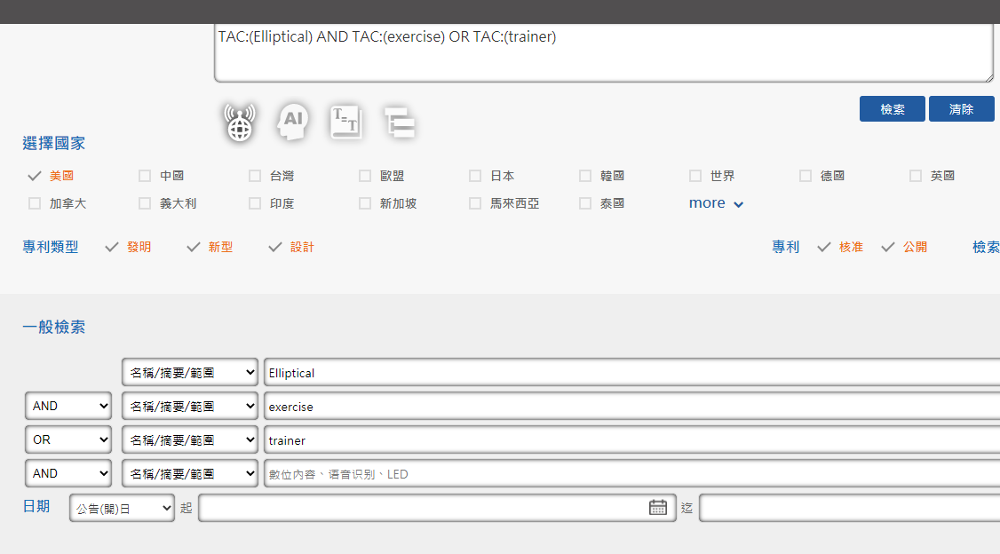 TAC:(Elliptical) AND TAC:(exercise) OR TAC:(trainer)
AI
T=T
檢索 清除
選擇國家
美國 中國 台灣 歐盟 日本 韓國 世界 德國 英國
加拿大 義大利 印度 新加坡 馬來西亞 泰國 more
專利類型 發明 新型 設計 專利 核准 公開 檢索
一般檢索
名稱/摘要/範圍 Elliptical
AND 名稱/摘要/範圍 exercise
OR 名稱/摘要/範圍 trainer
AND 名稱/摘要/範圍 數位內容、语音识别、LED
日期 公告(開)日 起 迄